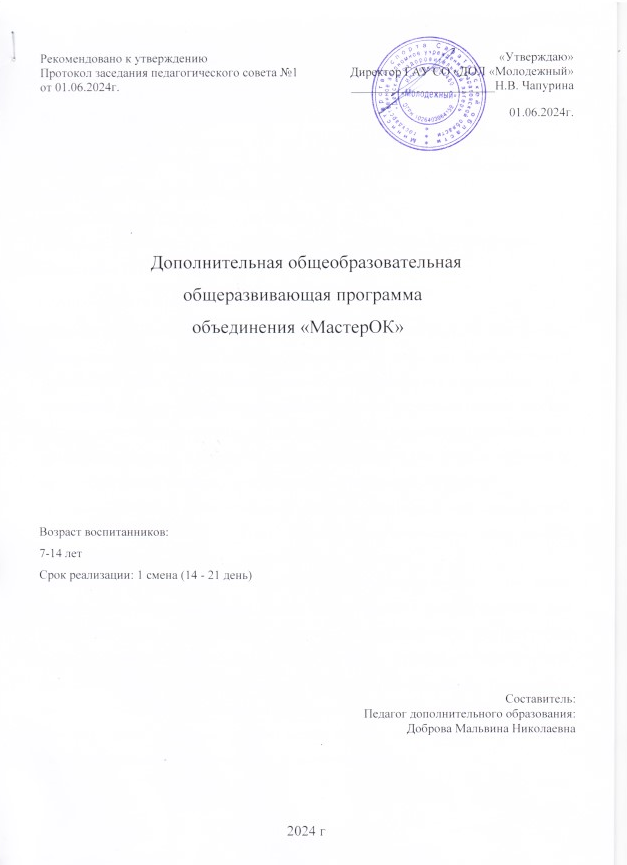 Рекомендовано к утверждению
Протокол заседания педагогического совета №1
от 01.06.2024г.
«Утверждаю»
Директор ГАУ СО ДОЛ «Молодежный»
Н.В. Чапурина
01.06.2024г.
«Молодежный»
Дополнительная общеобразовательная
общеразвивающая программа
объединения «МастерОК»
Возраст воспитанников:
7-14 лет
Срок реализации: 1 смена (14 - 21 день)
Составитель:
Педагог дополнительного образования:
Доброва Мальвина Николаевна
2024 г